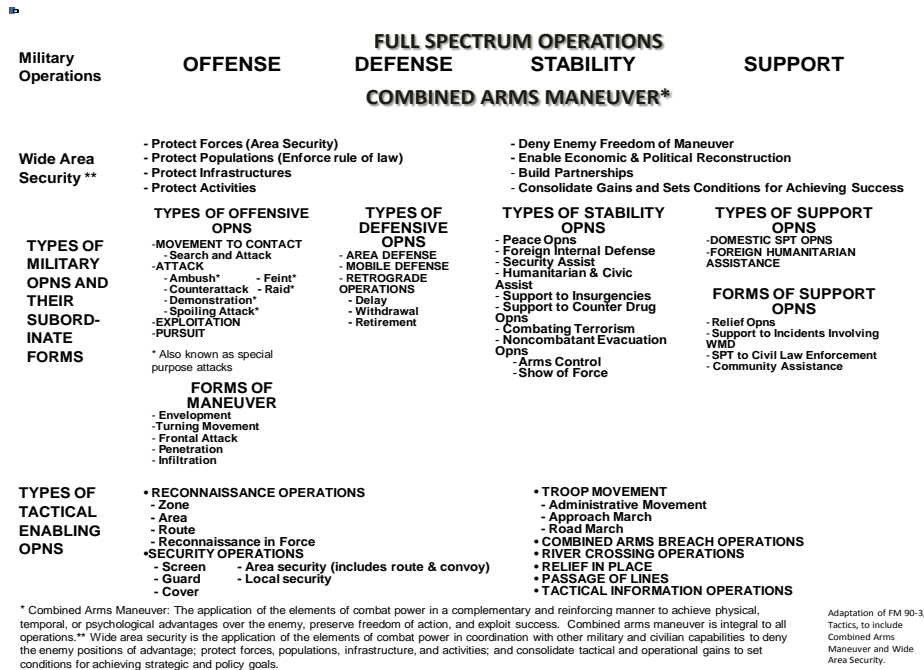 FULL SPECTRUM OPERATIONS
Military
Operations
OFFENSE DEFENSE STABILITY SUPPORT
COMBINED ARMS MANEUVER*
Wide Area
Security **
- Protect Forces (Area Security)
- Protect Populations (Enforce rule of law)
- Protect Infrastructures
- Protect Activities
- Deny Enemy Freedom of Maneuver
- Enable Economic & Political Reconstruction
- Build Partnerships
- Consolidate Gains and Sets Conditions for Achieving Success
TYPES OF
MILITARY
OPNS AND
THEIR
SUBORD-
INATE
FORMS
TYPES OF OFFENSIVE
OPNS
-MOVEMENT TO CONTACT
- Search and Attack
-ATTACK
- Ambush* - Feint*
- Counterattack - Raid*
- Demonstration*
- Spoiling Attack*
-EXPLOITATION
-PURSUIT
* Also known as special
purpose attacks
FORMS OF
MANEUVER
- Envelopment
-Turning Movement
- Frontal Attack
- Penetration
- Infiltration
TYPES OF
DEFENSIVE
OPNS
- AREA DEFENSE
- MOBILE DEFENSE
- RETROGRADE
OPERATIONS
- Delay
- Withdrawal
- Retirement
TYPES OF STABILITY
OPNS
- Peace Opns
- Foreign Internal Defense
- Security Assist
- Humanitarian & Civic
Assist
- Support to Insurgencies
- Support to Counter Drug
Opns
- Combating Terrorism
- Noncombatant Evacuation
Opns
- Arms Control
- Show of Force
TYPES OF SUPPORT
OPNS
-DOMESTIC SPT OPNS
-FOREIGN HUMANITARIAN
ASSISTANCE
FORMS OF SUPPORT
OPNS
- Relief Opns
- Support to Incidents Involving
WMD
- SPT to Civil Law Enforcement
- Community Assistance
TYPES OF
TACTICAL
ENABLING
OPNS
• RECONNAISSANCE OPERATIONS
- Zone
- Area
- Route
- Reconnaissance in Force
•SECURITY OPERATIONS
- Screen - Area security (includes route & convoy)
- Guard - Local security
- Cover
• TROOP MOVEMENT
- Administrative Movement
- Approach March
- Road March
• COMBINED ARMS BREACH OPERATIONS
• RIVER CROSSING OPERATIONS
• RELIEF IN PLACE
• PASSAGE OF LINES
• TACTICAL INFORMATION OPERATIONS
* Combined Arms Maneuver: The application of the elements of combat power in a complementary and reinforcing manner to achieve physical,
temporal, or psychological advantages over the enemy, preserve freedom of action, and exploit success. Combined arms maneuver is integral to all
operations.** Wide area security is the application of the elements of combat power in coordination with other military and civilian capabilities to deny
the enemy positions of advantage; protect forces, populations, infrastructure, and activities; and consolidate tactical and operational gains to set
conditions for achieving strategic and policy goals.
Adaptation of FM 90-3,
Tactics, to include
Combined Arms
Maneuver and Wide
Area Security.